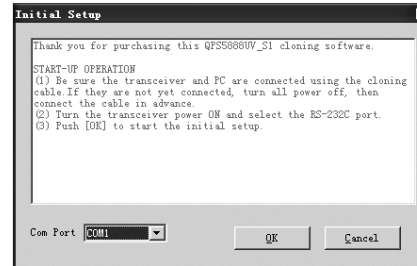 Initial Setup
Thank you for purchasing this QPS5888UV_S1 cloning software.
START-UP OPERATION
(1) Be sure the transceiver and PC are connected using the cloning
cable.If they are not yet connected, turn all power off, then
connect the cable in advance.
(2) Turn the transceiver power ON and select the RS-232C port.
(3) Push [OK] to start the initial setup.
Com Port COM1 OK Cancel